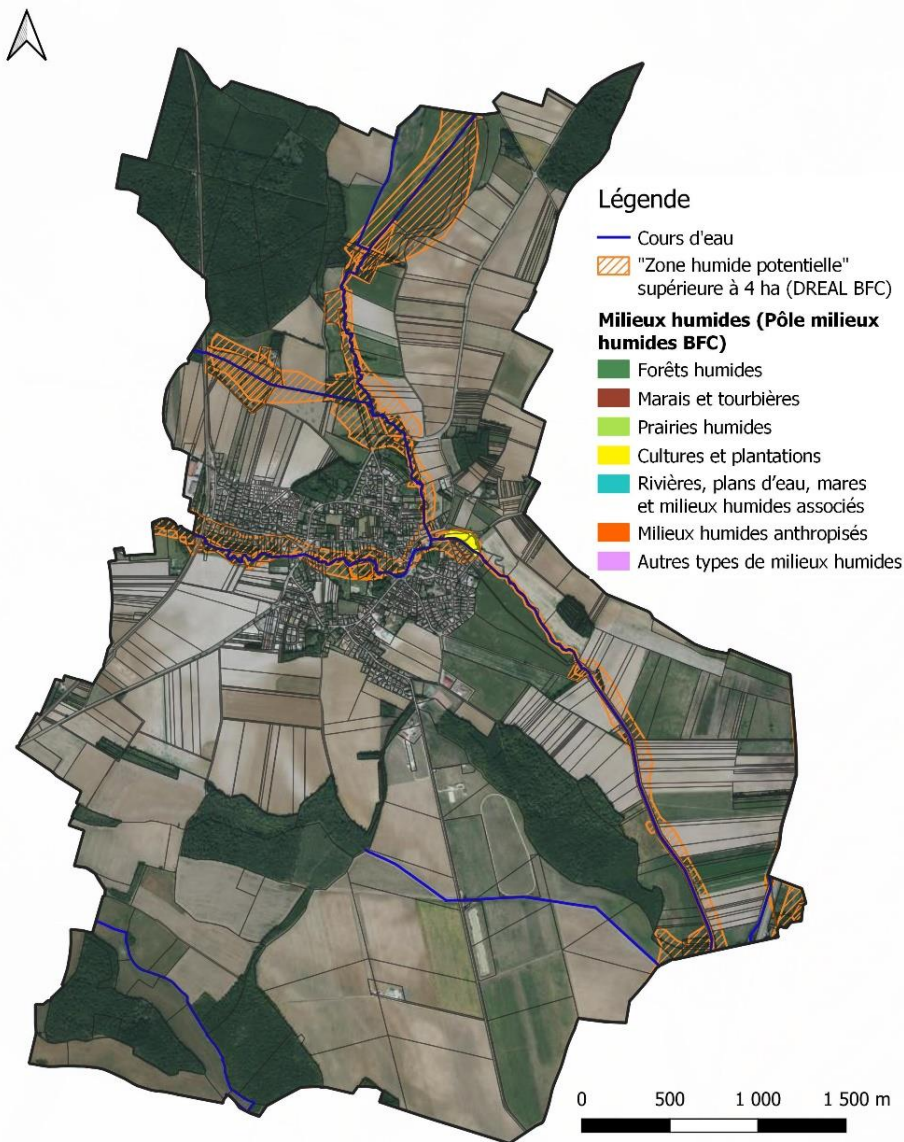 Légende
Cours d'eau
"Zone humide potentielle"
supérieure à 4 ha (DREAL BFC)
Milieux humides (Pôle milieux
humides BFC)
Forêts humides
Marais et tourbières
Prairies humides
Cultures et plantations
Rivières, plans d’eau, mares
et milieux humides associés
Milieux humides anthropisés
Autres types de milieux humides
0 500 1 000 1 500 m